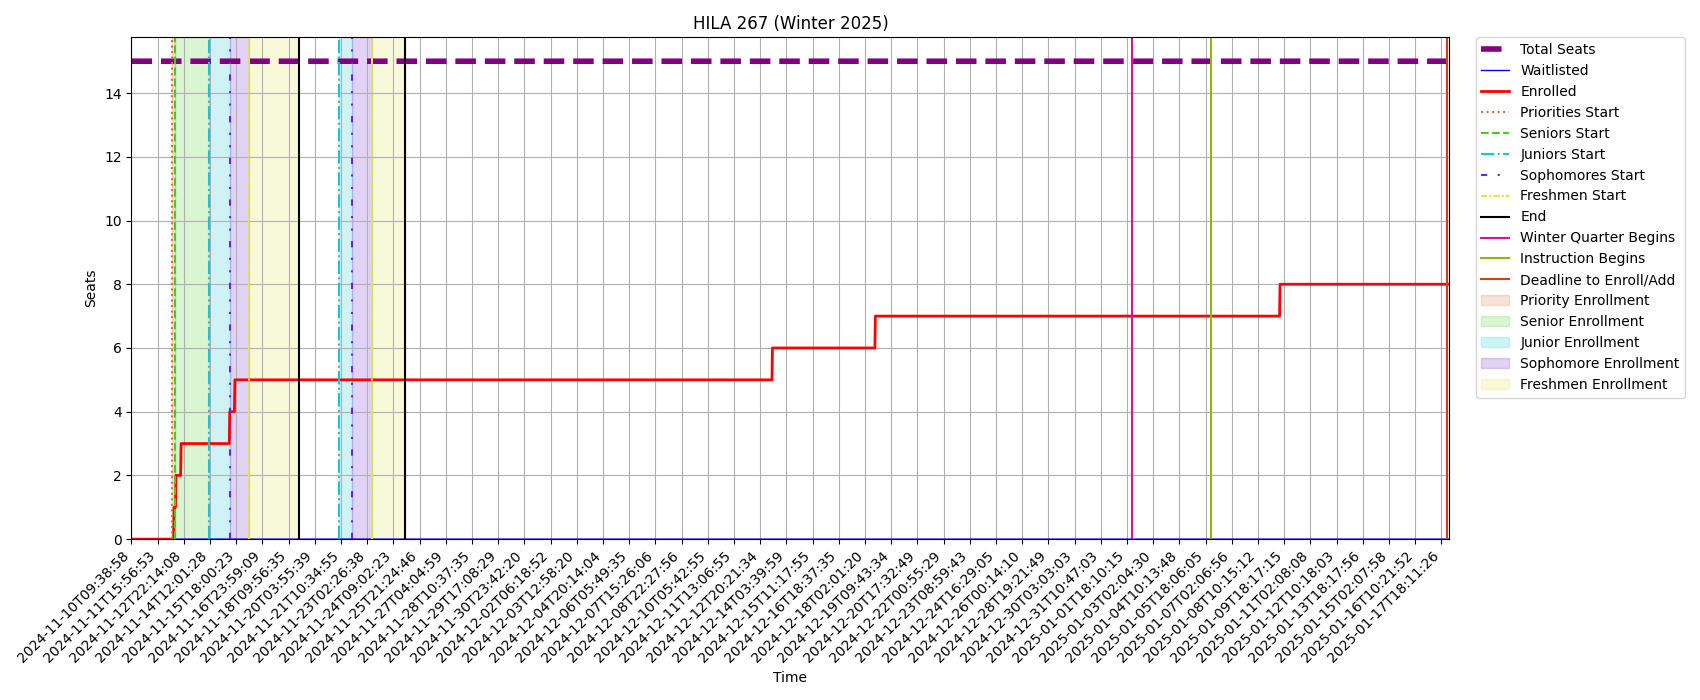 HILA 267 (Winter 2025)
Total Seats
Waitlisted
Enrolled
Priorities Start
Seniors Start
Juniors Start
Sophomores Start
Freshmen Start
End
Winter Quarter Begins
Instruction Begins
Deadline to Enroll/Add
Priority Enrollment
Senior Enrollment
Junior Enrollment
Sophomore Enrollment
Freshmen Enrollment
Seats
14
12
10
8
6
4
2
0
2024-11-10T09:38:58
2024-11-11T15:56:53
2024-11-12T22:14:08
2024-11-14T12:01:28
2024-11-15T18:00:23
2024-11-16T23:59:09
2024-11-18T09:56:35
2024-11-20T03:55:39
2024-11-21T10:34:55
2024-11-23T02:26:38
2024-11-24T09:02:23
2024-11-25T21:24:46
2024-11-27T04:04:59
2024-11-28T10:37:35
2024-11-29T17:08:29
2024-11-30T23:42:20
2024-12-02T06:18:52
2024-12-03T12:58:20
2024-12-04T20:14:04
2024-12-06T05:49:35
2024-12-07T15:26:06
2024-12-08T22:27:56
2024-12-10T05:42:55
2024-12-11T13:06:55
2024-12-12T20:21:34
2024-12-14T03:39:59
2024-12-15T11:17:55
2024-12-16T18:37:35
2024-12-18T02:01:20
2024-12-19T09:43:34
2024-12-20T17:32:49
2024-12-22T00:55:29
2024-12-23T08:59:43
2024-12-24T16:29:05
2024-12-26T00:14:10
2024-12-28T19:21:49
2024-12-30T03:03:03
2024-12-31T10:47:03
2025-01-01T18:10:15
2025-01-03T02:04:30
2025-01-04T10:13:48
2025-01-05T18:06:05
2025-01-07T02:06:56
2025-01-08T10:15:12
2025-01-09T18:17:15
2025-01-11T02:08:08
2025-01-12T10:18:03
2025-01-13T18:17:56
2025-01-15T02:07:58
2025-01-16T10:21:52
2025-01-17T18:11:26
Time